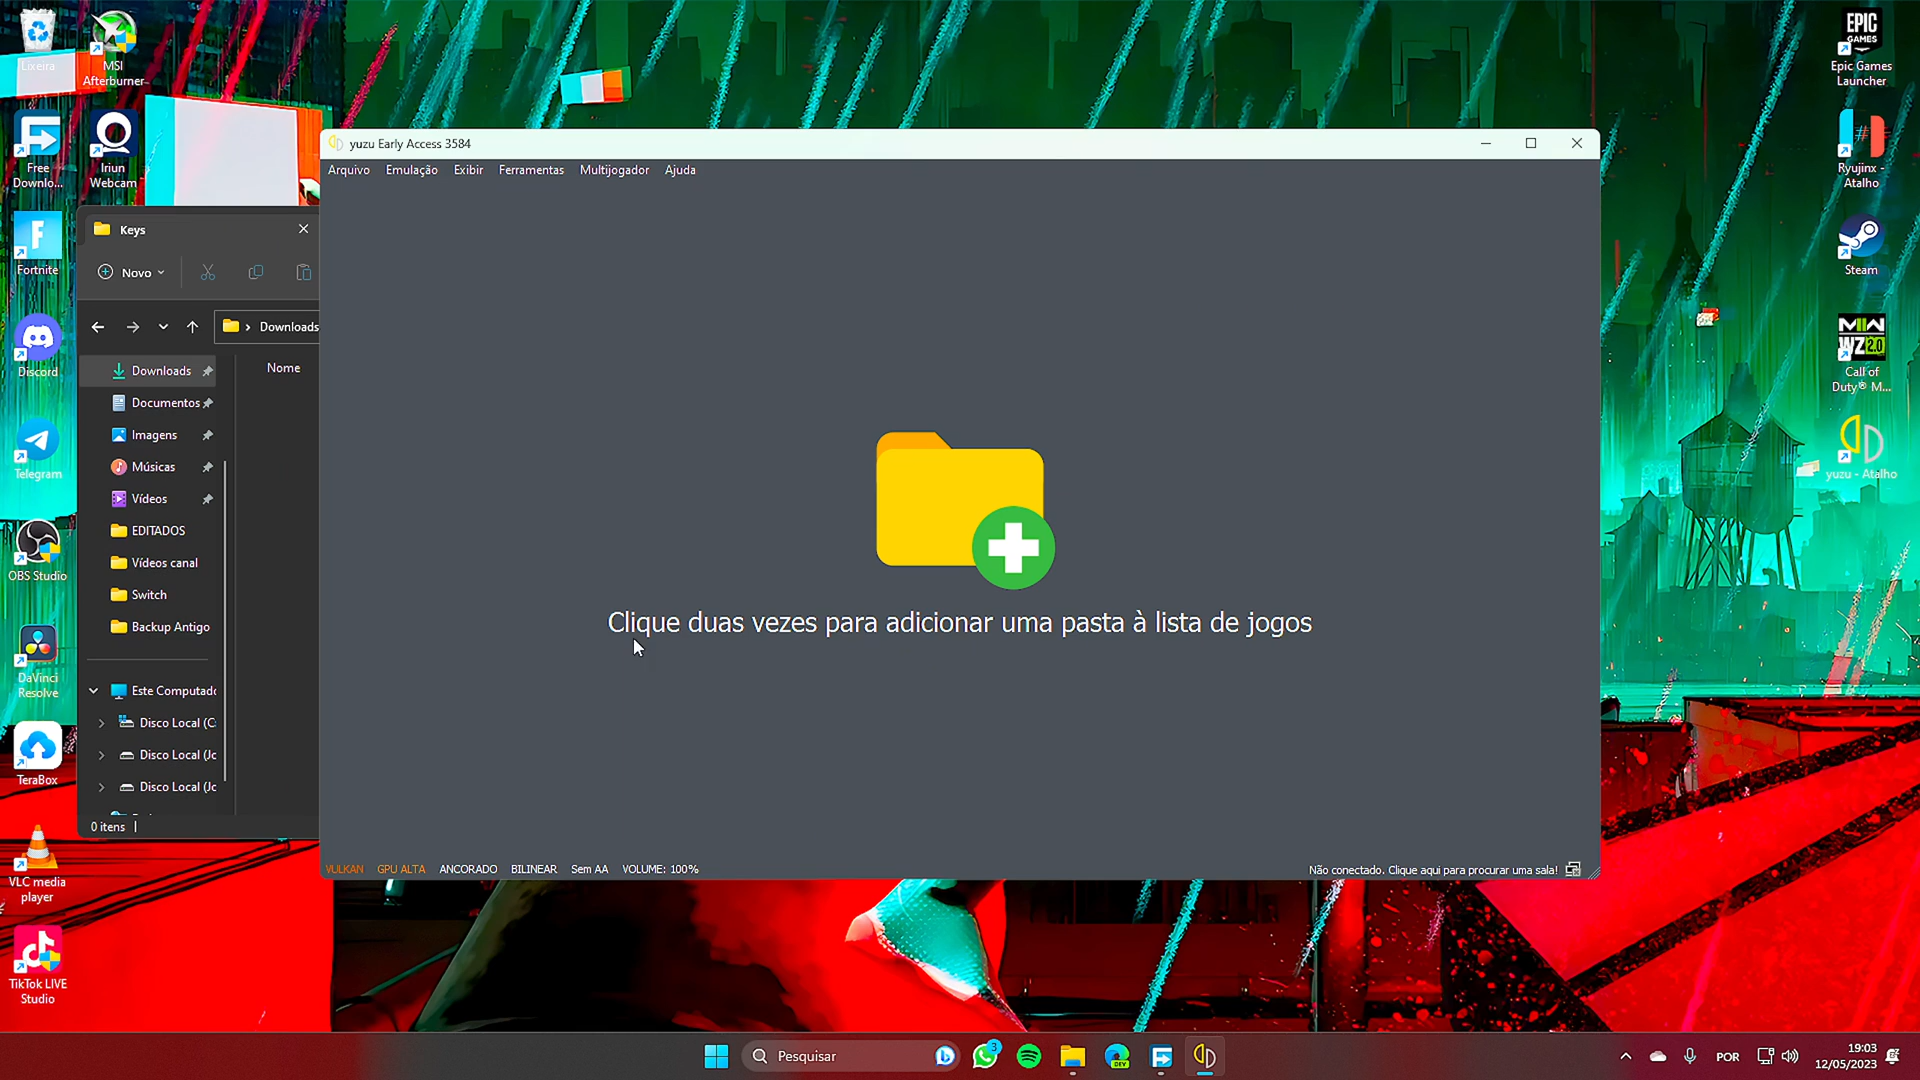 Lixeira
MSI
Afterburner
Free
Downlo...
Iriun
Webcam
Fortnite
Discord
Telegram
OBS Studio
DaVinci
Resolve
TeraBox
VLC media
player
TikTok LIVE
Studio
Keys
Novo
Downloads
Nome
Downloads
Documentos
Imagens
Músicas
Vídeos
EDITADOS
Vídeos canal
Switch
Backup Antigo
Este Computado
Disco Local (C:
Disco Local (Jo
Disco Local (Jo
0 itens
yuzu Early Access 3584
Arquivo Emulação Exibir Ferramentas Multijogador Ajuda
Clique duas vezes para adicionar uma pasta à lista de jogos
VULKAN GPU ALTA ANCORADO BILINEAR Sem AA VOLUME: 100%
Não conectado. Clique aqui para procurar uma sala!
EPIC
GAMES
Epic Games
Launcher
Ryujinx -
Atalho
Steam
MW
WZ 2.0
Call of
Duty® M...
yuzu - Atalho
Pesquisar
3
DEV
POR
19:03
12/05/2023